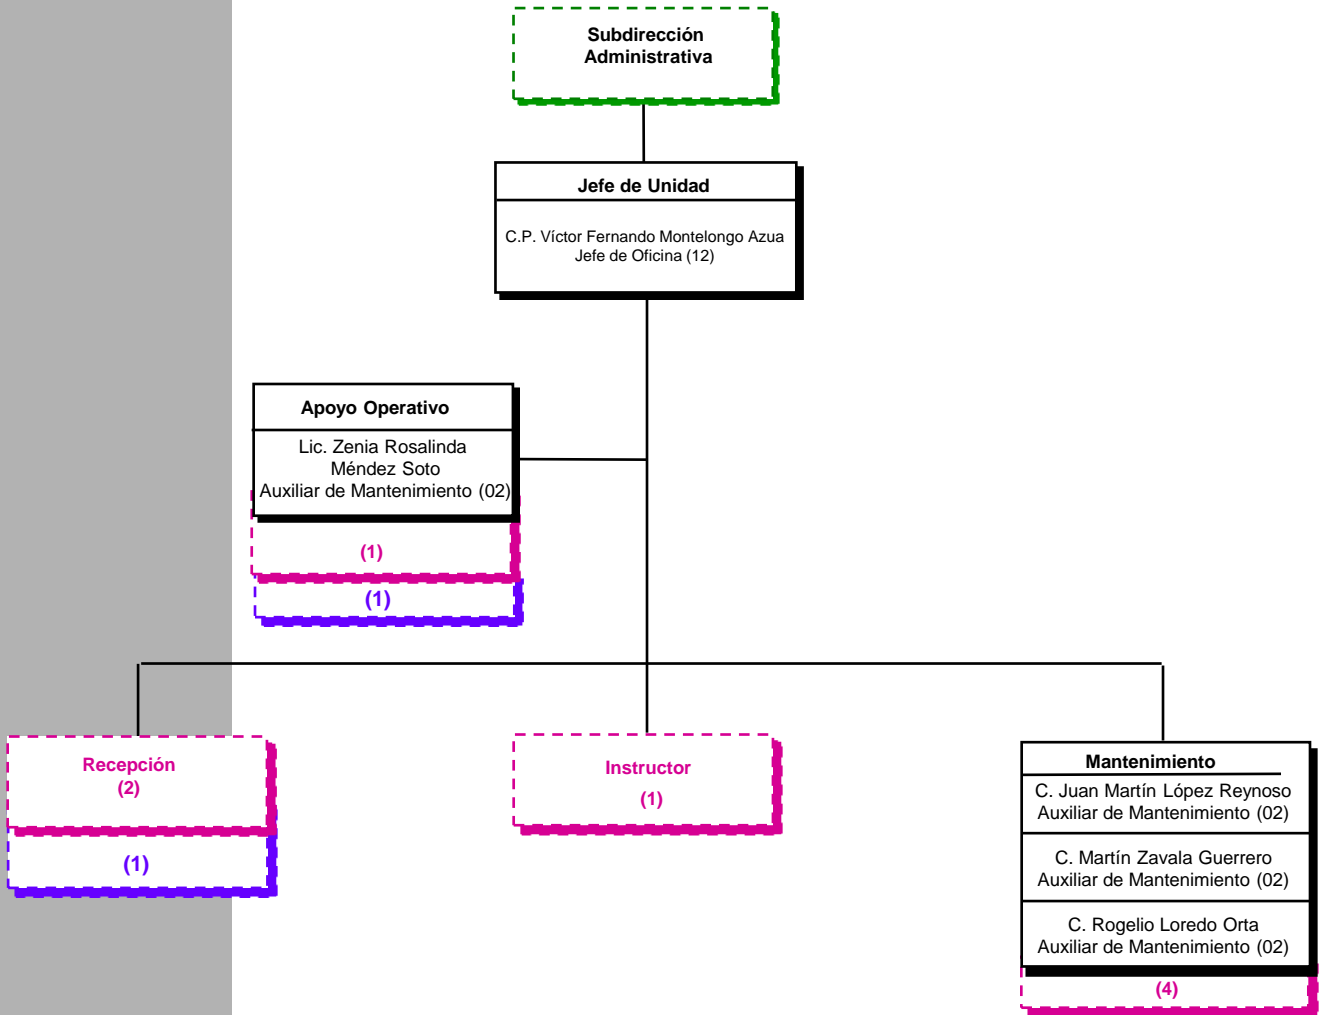 Subdirección
Administrativa
Jefe de Unidad
C.P. Víctor Fernando Montelongo Azua
Jefe de Oficina (12)
Apoyo Operativo
Lic. Zenia Rosalinda
Méndez Soto
Auxiliar de Mantenimiento (02)
(1)
(1)
Recepción
(2)
(1)
Instructor
(1)
Mantenimiento
C. Juan Martín López Reynoso
Auxiliar de Mantenimiento (02)
C. Martín Zavala Guerrero
Auxiliar de Mantenimiento (02)
C. Rogelio Loredo Orta
Auxiliar de Mantenimiento (02)
(4)